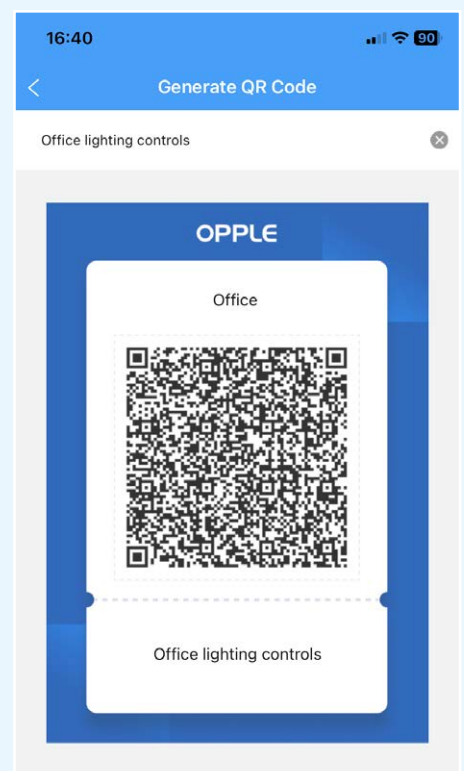 16:40
90
Generate QR Code
Office lighting controls
OPPLE
Office
Office lighting controls